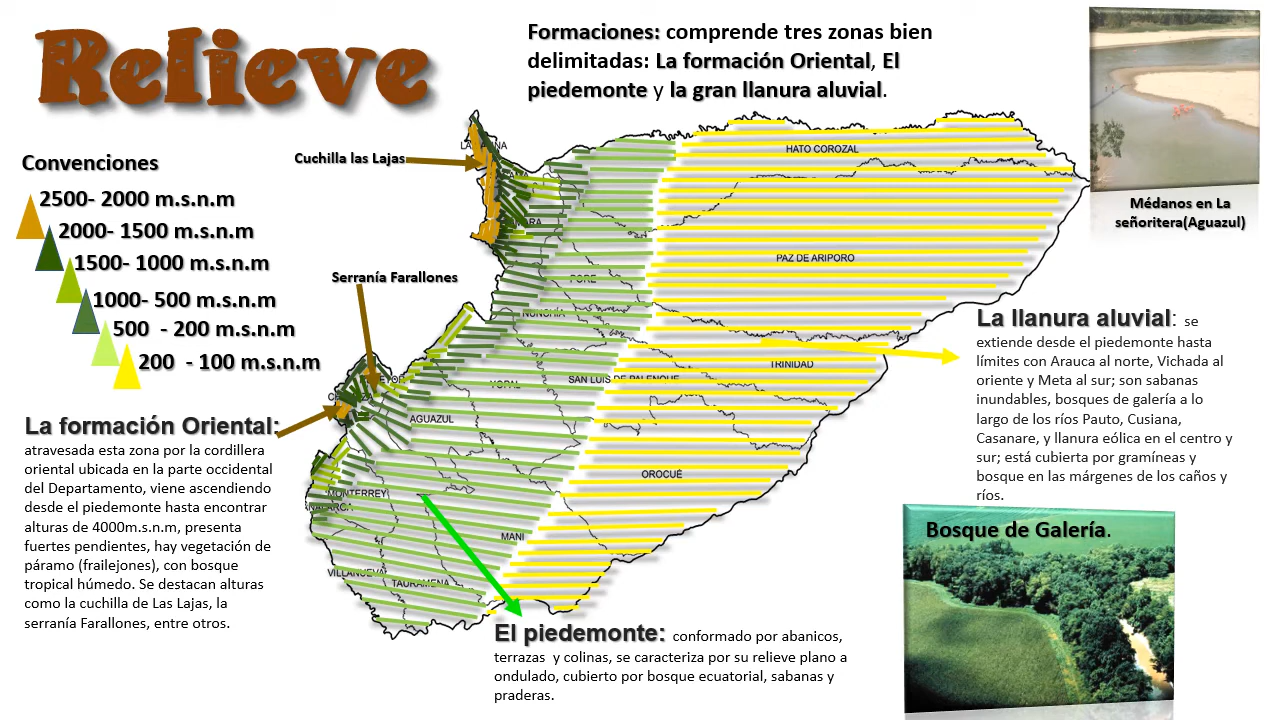 Relieve
Formaciones: comprende tres zonas bien
delimitadas: La formación Oriental, El
piedemonte y la gran llanura aluvial.
Convenciones
2500- 2000 m.s.n.m
2000- 1500 m.s.n.m
1500- 1000 m.s.n.m
1000- 500 m.s.n.m
500 - 200 m.s.n.m
200 - 100 m.s.n.m
Cuchilla las Lajas
Serranía Farallones
HATO COROZAL
PAZ DE ARIPORO
PORE
NUNCHÍA
TRINIDAD
SAN LUIS DE PALENQUE
YOPAL
AGUAZUL
OROCUÉ
MONTERREY
MANI
VILLANUEVA
TAURAMENA
Médanos en La
señoritera(Aguazul)
La formación Oriental:
atravesada esta zona por la cordillera
oriental ubicada en la parte occidental
del Departamento, viene ascendiendo
desde el piedemonte hasta encontrar
alturas de 4000m.s.n.m, presenta
fuertes pendientes, hay vegetación de
páramo (frailejones), con bosque
tropical húmedo. Se destacan alturas
como la cuchilla de Las Lajas, la
serranía Farallones, entre otros.
La llanura aluvial: se
extiende desde el piedemonte hasta
límites con Arauca al norte, Vichada al
oriente y Meta al sur; son sabanas
inundables, bosques de galería a lo
largo de los ríos Pauto, Cusiana,
Casanare, y llanura eólica en el centro y
sur; está cubierta por gramíneas y
bosque en las márgenes de los caños y
ríos.
Bosque de Galería.
El piedemonte: conformado por abanicos,
terrazas y colinas, se caracteriza por su relieve plano a
ondulado, cubierto por bosque ecuatorial, sabanas y
praderas.